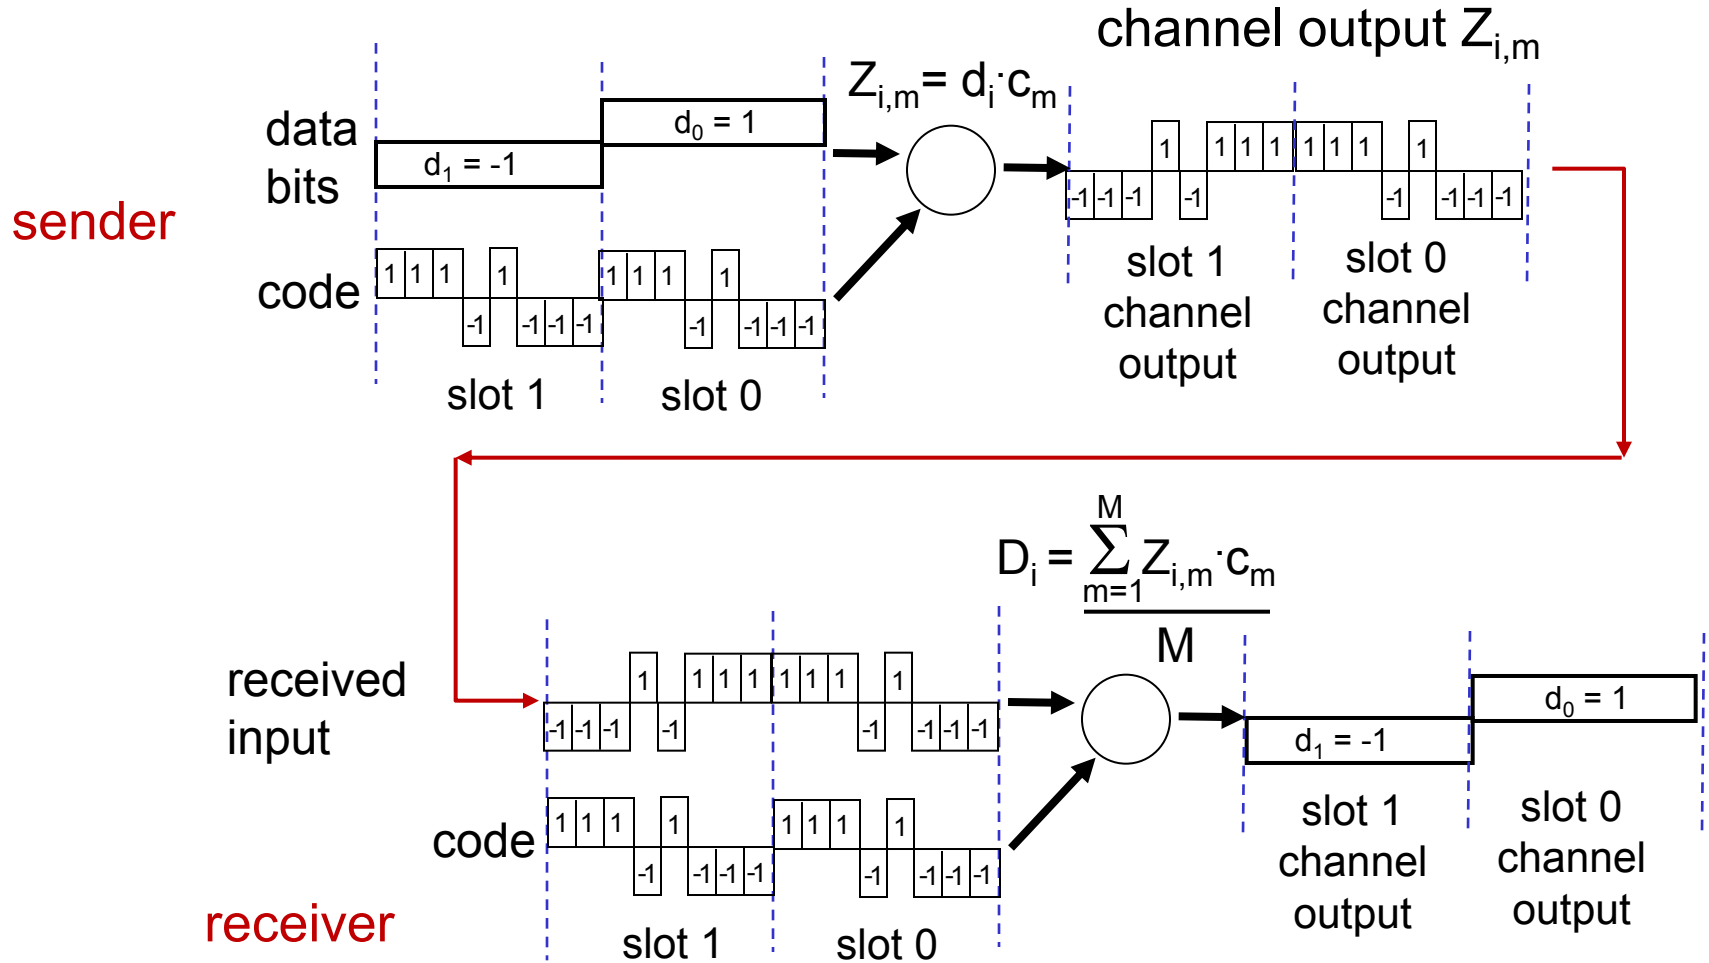 channel output Z_{i,m}
Z_{i,m}= d_i·c_m
data
bits
d_0 = 1
d_1 = -1
1 1 1 -1 1 -1 -1 -1 1 1 1 -1 1 -1 -1 -1
code
slot 1 slot 0
sender
-1 -1 -1 1 -1 1 1 1 1 1 1 -1 1 -1 -1 -1
slot 1
channel
output
slot 0
channel
output
D_i = Σ_{m=1}^{M} Z_{i,m}·c_m
M
received
input
-1 -1 -1 1 -1 1 1 1 1 1 1 -1 1 -1 -1 -1
code
1 1 1 -1 1 -1 -1 -1 1 1 1 -1 1 -1 -1 -1
slot 1 slot 0
receiver
d_0 = 1
d_1 = -1
slot 1
channel
output
slot 0
channel
output